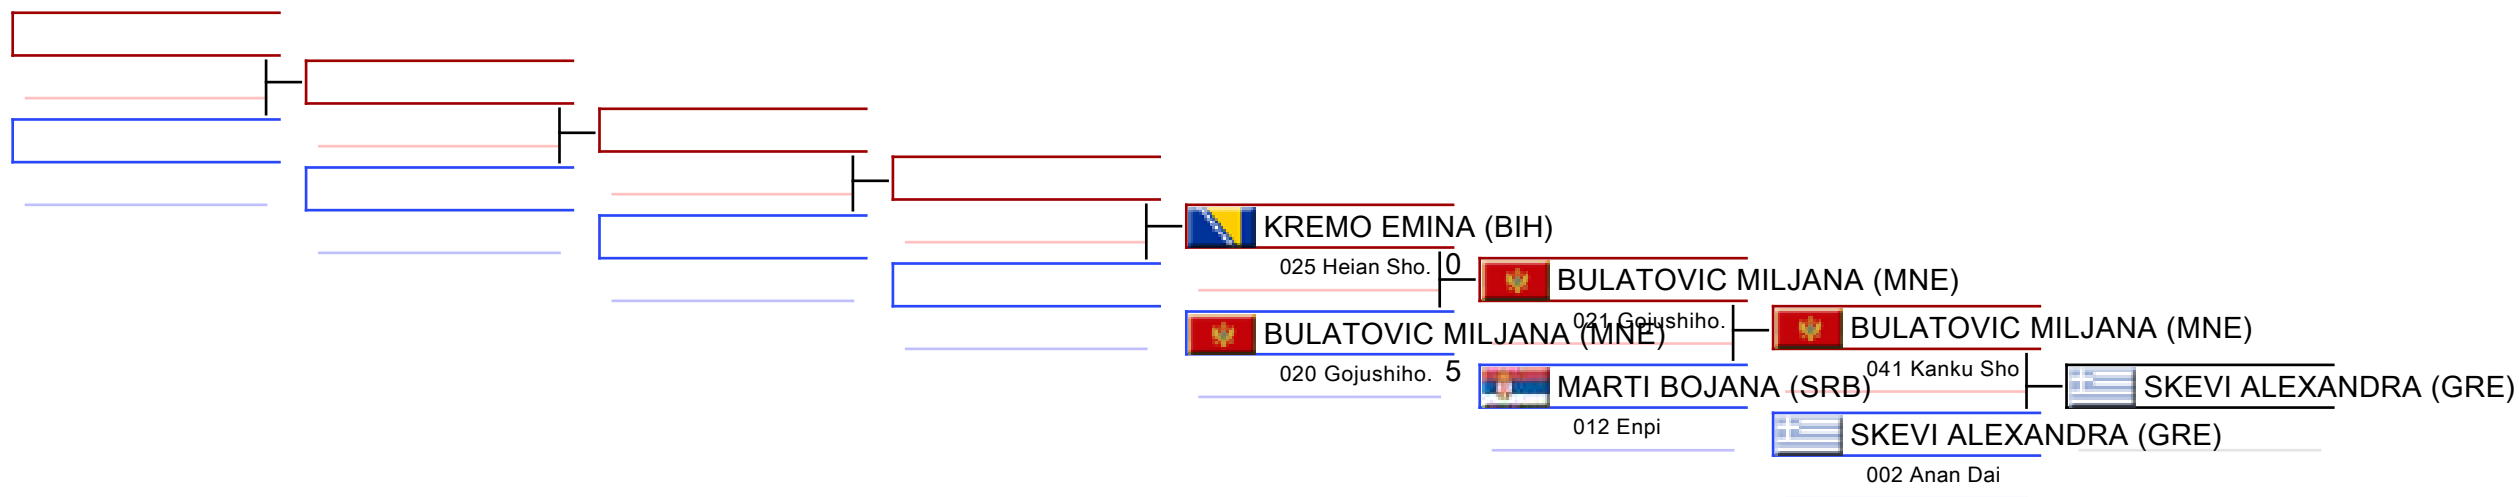 KREMO EMINA (BIH)
025 Heian Sho. 0
BULATOVIC MILJANA (MNE)
020 Gojushiho. 5
BULATOVIC MILJANA (MNE)
021 Gojushiho.
MARTI BOJANA (SRB)
012 Enpi
BULATOVIC MILJANA (MNE)
041 Kanku Sho
SKEVI ALEXANDRA (GRE)
002 Anan Dai
SKEVI ALEXANDRA (GRE)